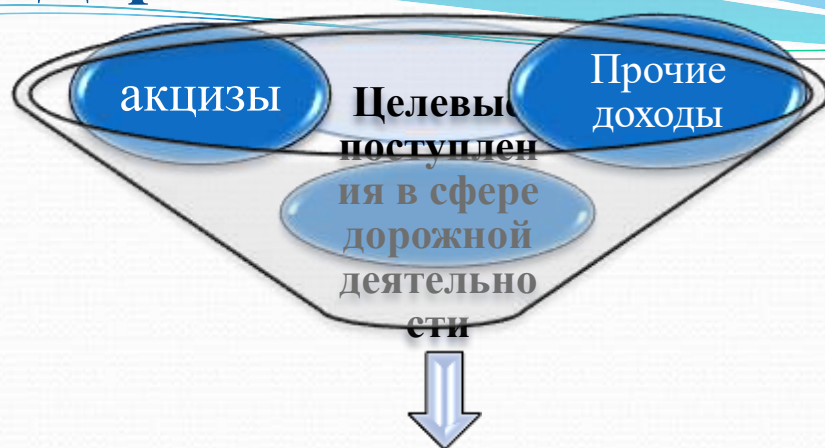 акцизы
Прочие
доходы
Целевые
поступлен
ия в сфере
дорожной
деятельно
сти